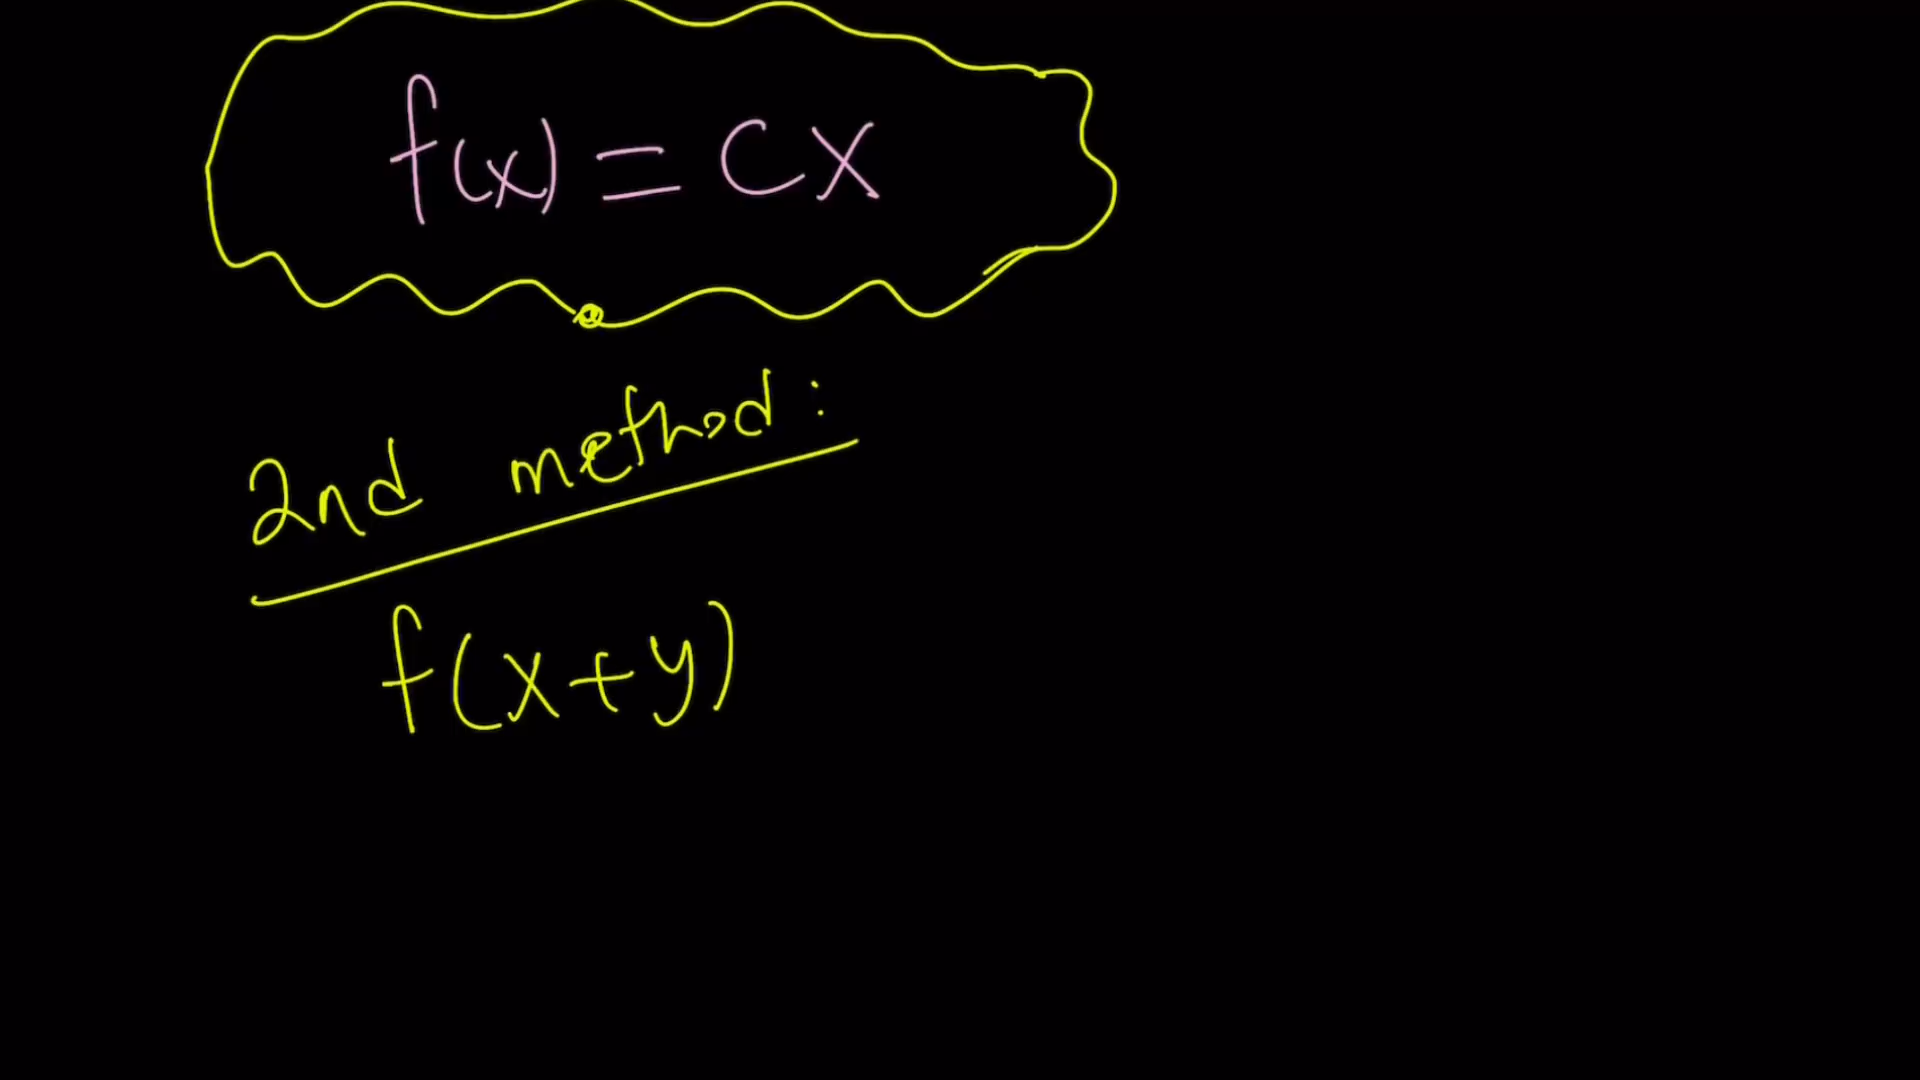 f(x) = cx
2nd method:
f(x+y)